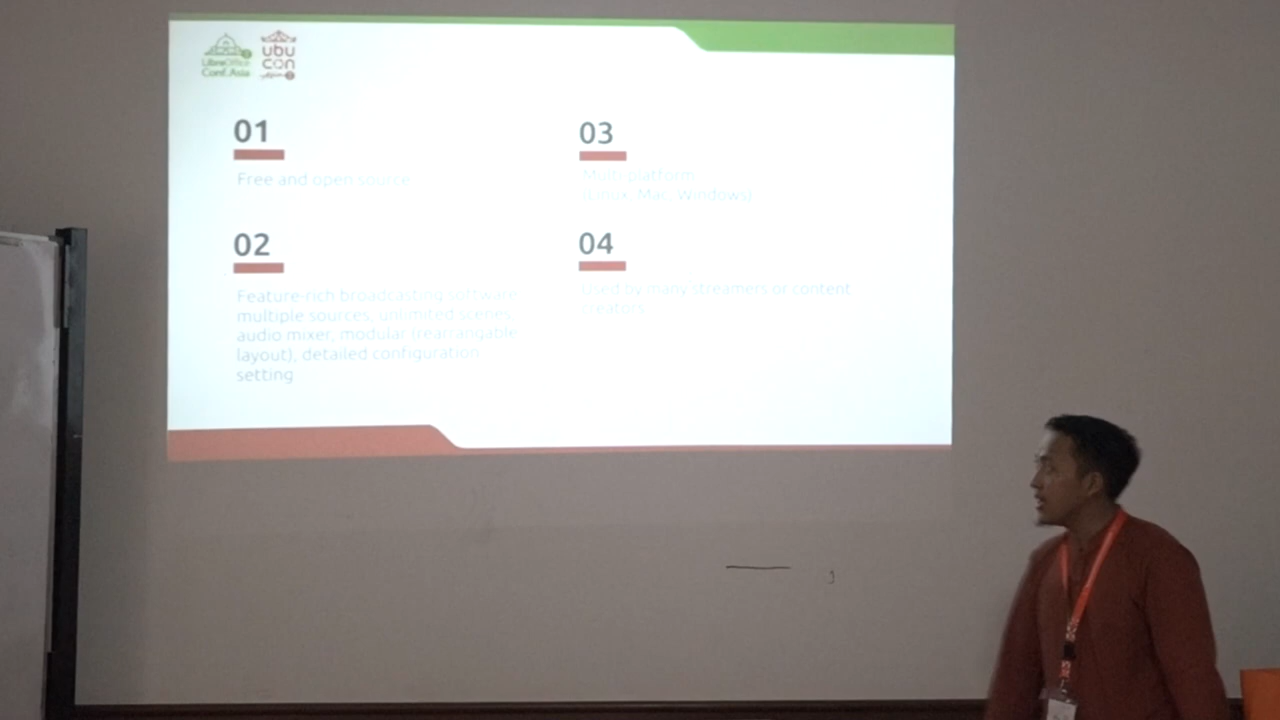 LibreOffice
Conf.Asia
ubu
con
01
Free and open source
02
Feature-rich broadcasting software
multiple sources, unlimited scenes
audio mixer, modular (rearrangable
layout), detailed configuration
setting
03
Multi platform
(Linux, Mac, Windows)
04
Used by many streamers or content
creators